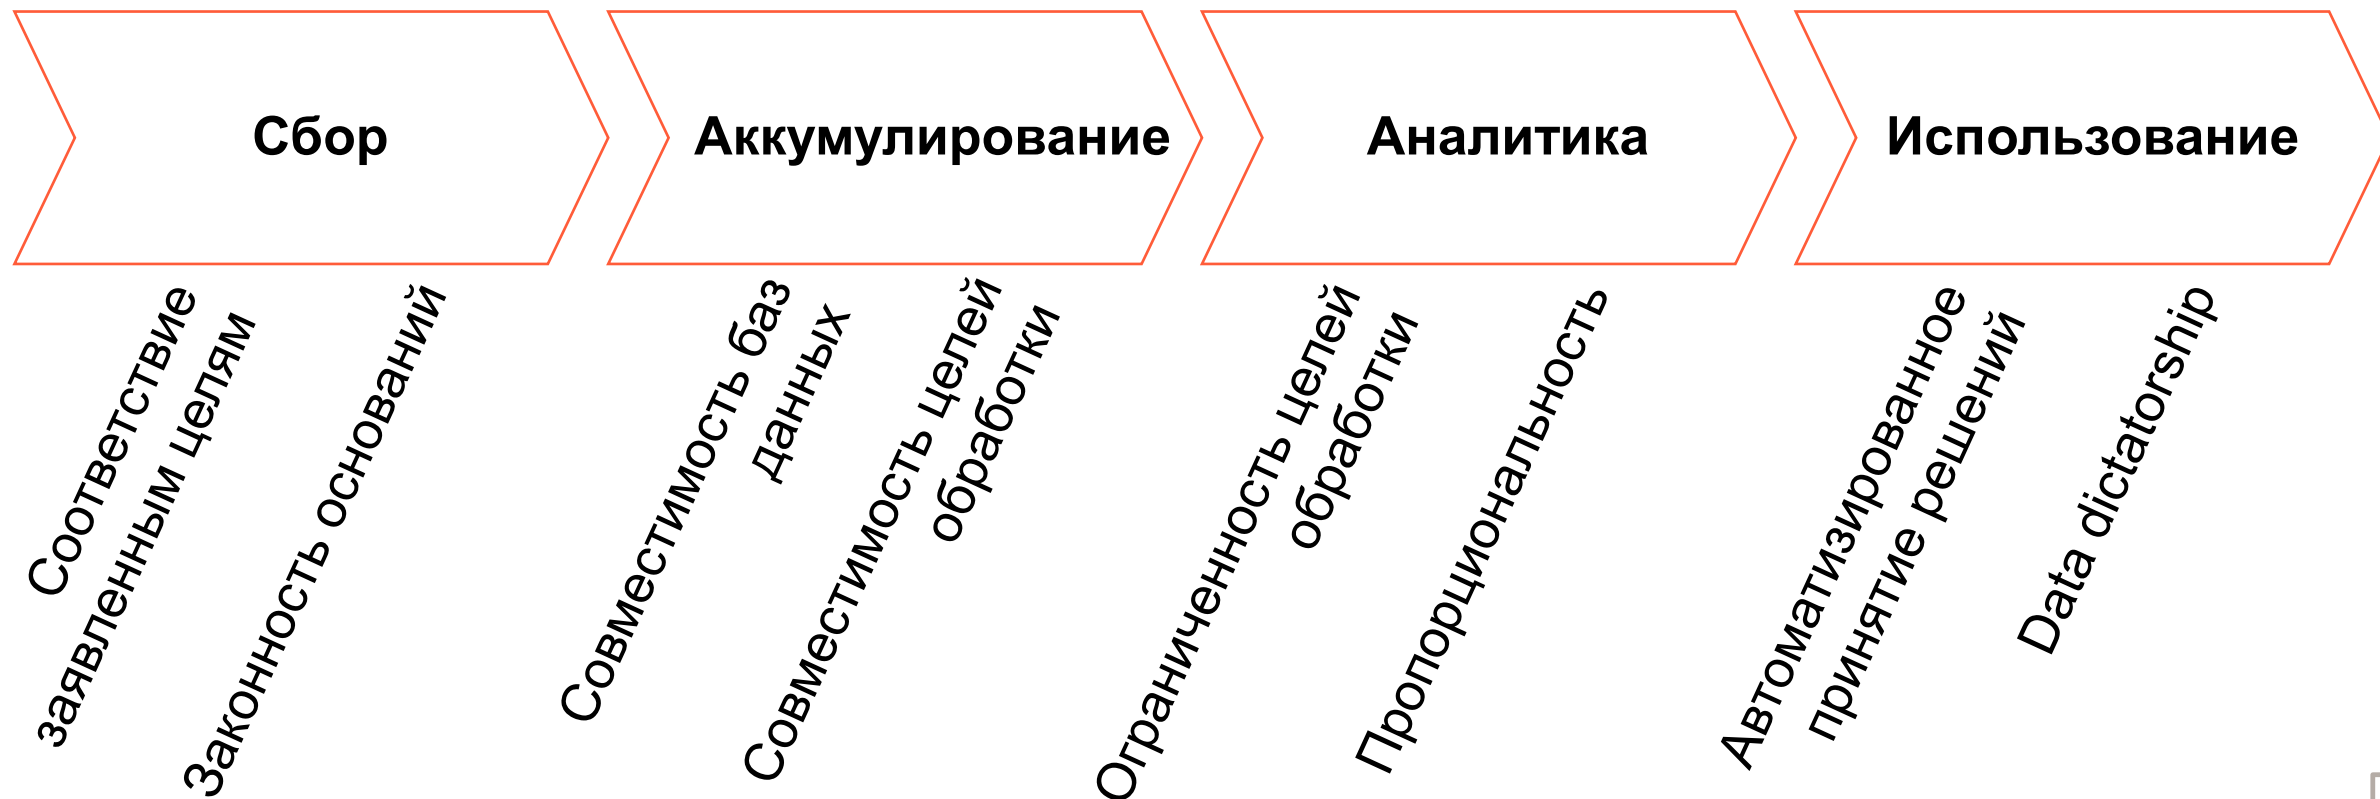 Сбор
Аккумулирование
Аналитика
Использование
Соответствие
заявленным целям
Законность оснований
Совместимость баз
данных
Совместимость целей
обработки
Ограниченность целей
обработки
Пропорциональность
Автоматизированное
принятие решений
Data dictatorship